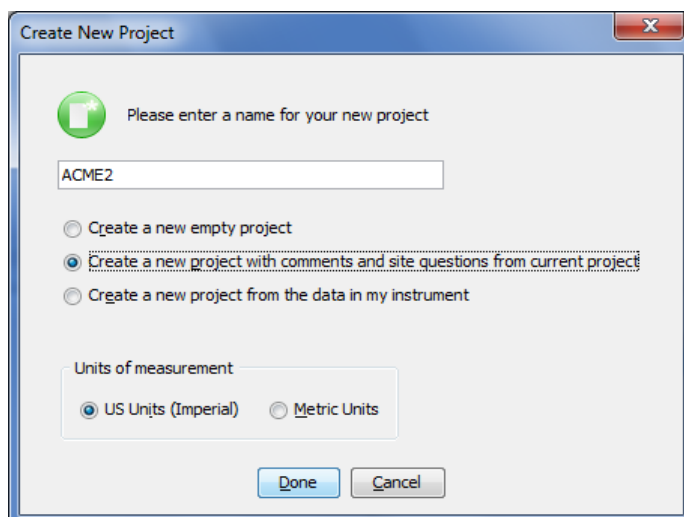 Create New Project
Please enter a name for your new project
ACME2
Create a new empty project
Create a new project with comments and site questions from current project
Create a new project from the data in my instrument
Units of measurement
US Units (Imperial) Metric Units
Done Cancel